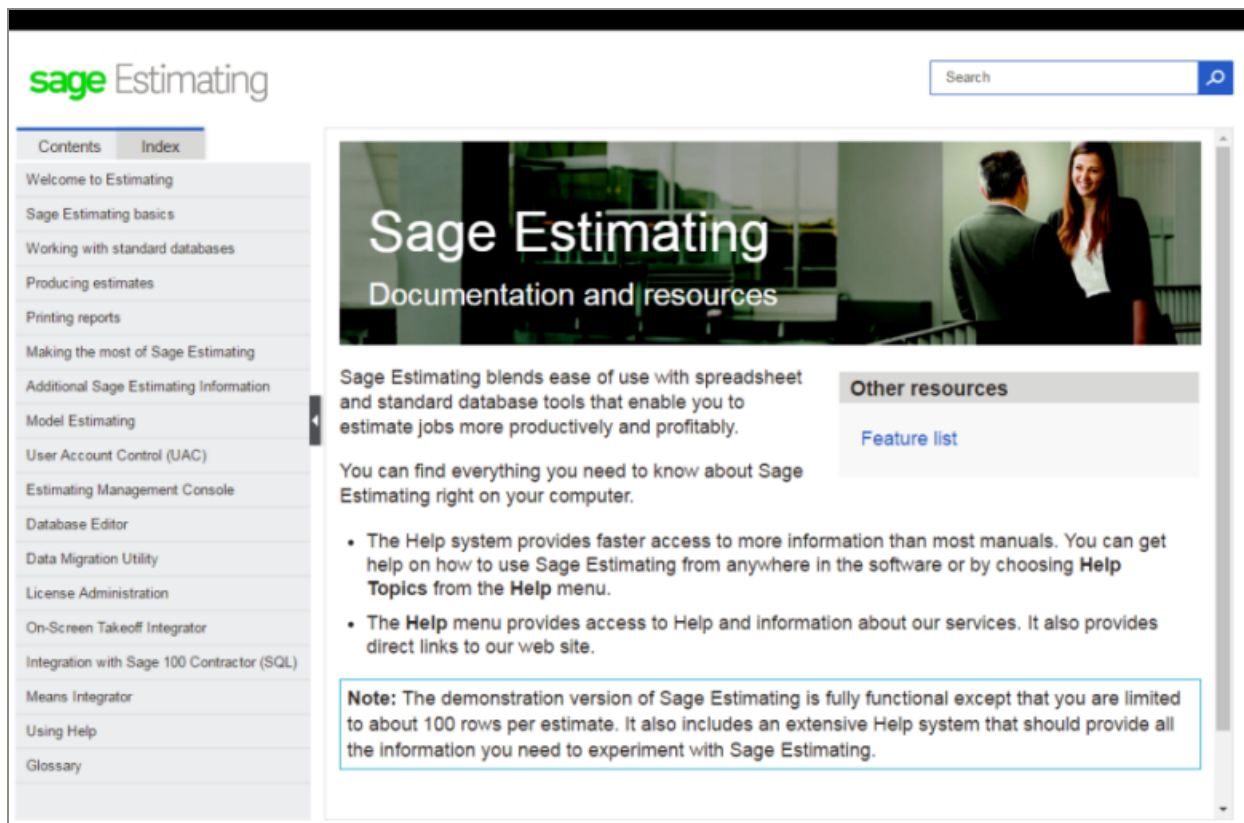 sage Estimating
Search
Contents
Index
Welcome to Estimating
Sage Estimating basics
Working with standard databases
Producing estimates
Printing reports
Making the most of Sage Estimating
Additional Sage Estimating Information
Model Estimating
User Account Control (UAC)
Estimating Management Console
Database Editor
Data Migration Utility
License Administration
On-Screen Takeoff Integrator
Integration with Sage 100 Contractor (SQL)
Means Integrator
Using Help
Glossary
Sage Estimating
Documentation and resources
Sage Estimating blends ease of use with spreadsheet
and standard database tools that enable you to
estimate jobs more productively and profitably.
You can find everything you need to know about Sage
Estimating right on your computer.
Other resources
Feature list
• The Help system provides faster access to more information than most manuals. You can get
help on how to use Sage Estimating from anywhere in the software or by choosing Help
Topics from the Help menu.
• The Help menu provides access to Help and information about our services. It also provides
direct links to our web site.
Note: The demonstration version of Sage Estimating is fully functional except that you are limited
to about 100 rows per estimate. It also includes an extensive Help system that should provide all
the information you need to experiment with Sage Estimating.